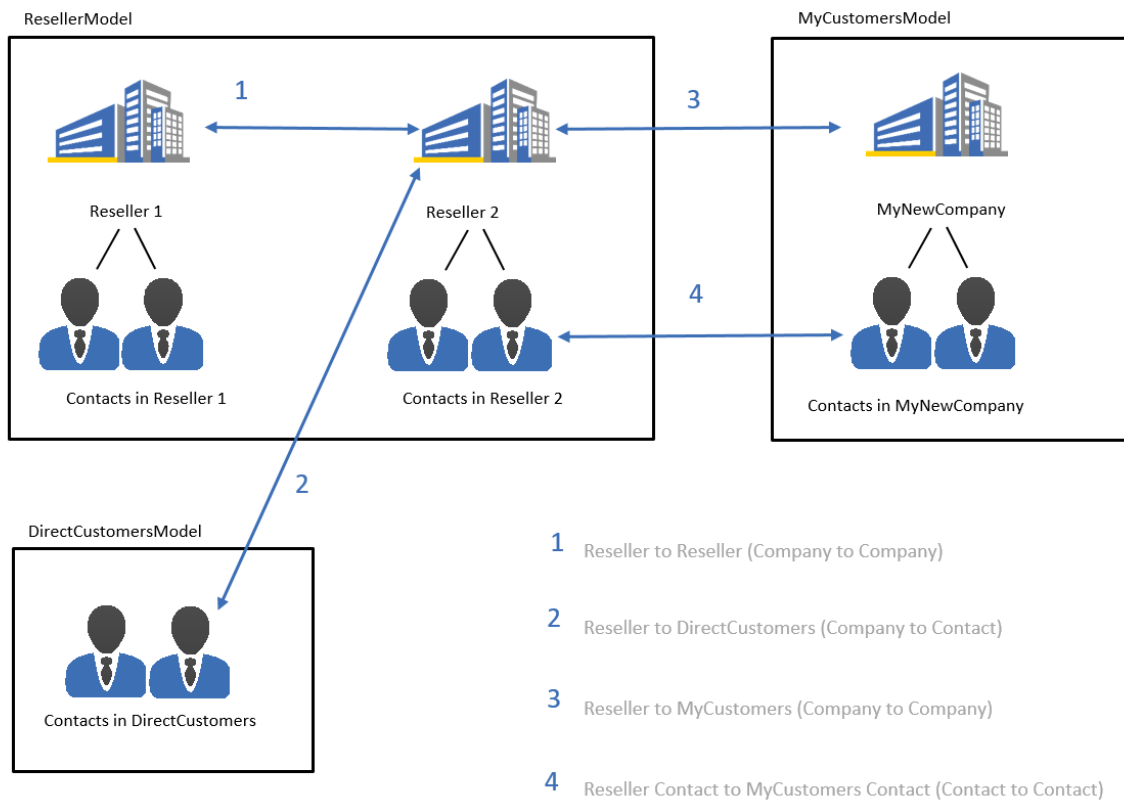 ResellerModel
MyCustomersModel
1
3
Reseller 1
Reseller 2
MyNewCompany
4
Contacts in Reseller 1
Contacts in Reseller 2
Contacts in MyNewCompany
2
DirectCustomersModel
Contacts in DirectCustomers
1 Reseller to Reseller (Company to Company)
2 Reseller to DirectCustomers (Company to Contact)
3 Reseller to MyCustomers (Company to Company)
4 Reseller Contact to MyCustomers Contact (Contact to Contact)